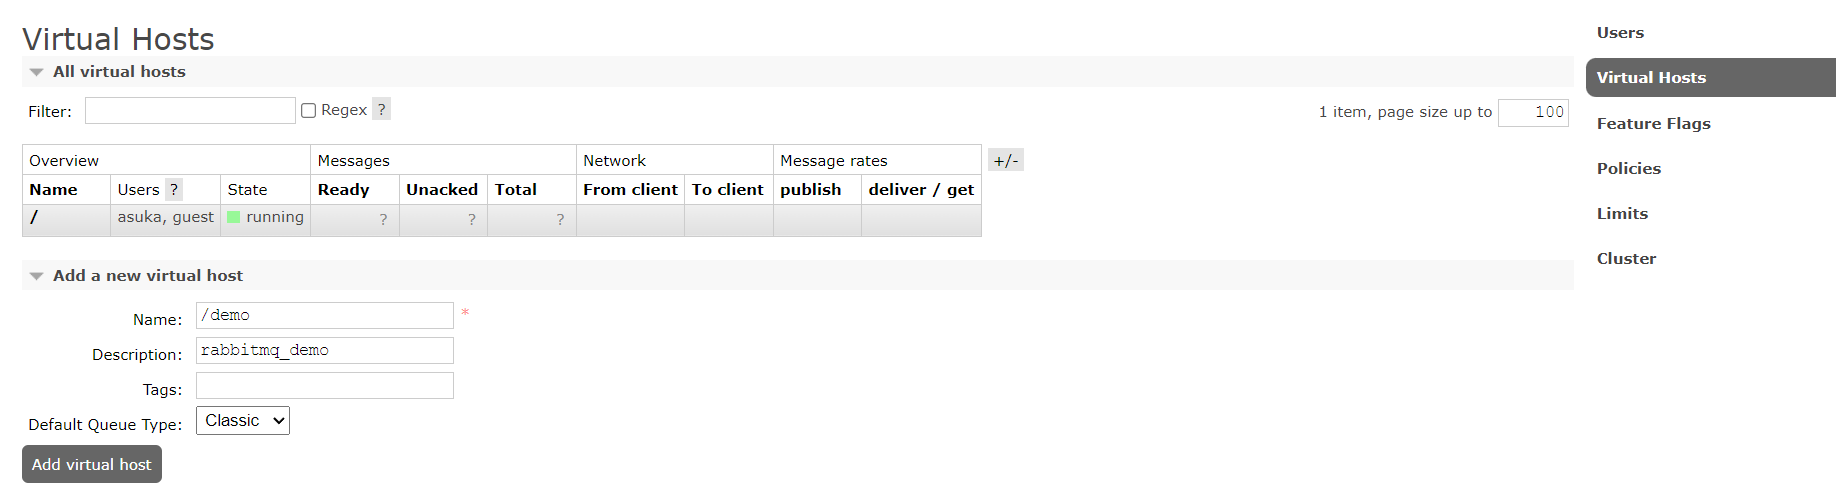 Virtual Hosts
All virtual hosts
Filter: Regex ? 1 item, page size up to 100
Overview Messages Network Message rates +/-
Name Users ? State Ready Unacked Total From client To client publish deliver / get
/ asuka, guest running ? ? ?
Add a new virtual host
Name: /demo *
Description: rabbitmq_demo
Tags:
Default Queue Type: Classic
Add virtual host
Users
Virtual Hosts
Feature Flags
Policies
Limits
Cluster